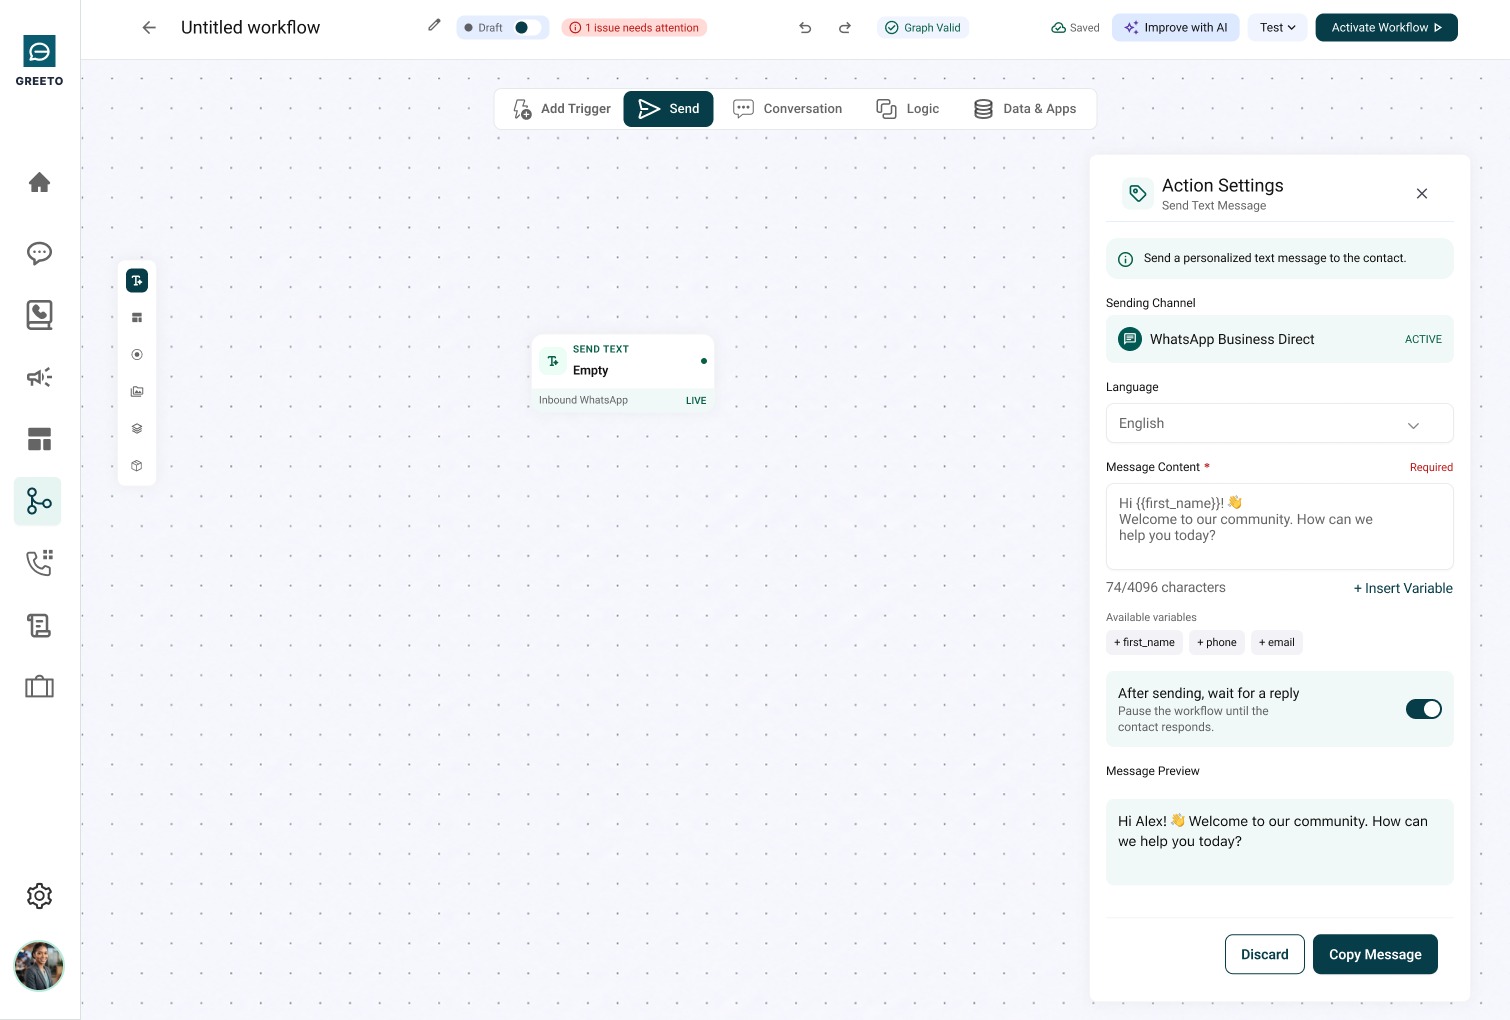 GREETO
Untitled workflow
Draft
1 issue needs attention
Graph Valid
Saved
Improve with AI
Test
Activate Workflow
Add Trigger
Send
Conversation
Logic
Data & Apps
SEND TEXT
Empty
Inbound WhatsApp
LIVE
Action Settings
Send Text Message
Send a personalized text message to the contact.
Sending Channel
WhatsApp Business Direct
ACTIVE
Language
English
Message Content *
Required
Hi {{first_name}}! 👋
Welcome to our community. How can we
help you today?
74/4096 characters
+ Insert Variable
Available variables
+ first_name
+ phone
+ email
After sending, wait for a reply
Pause the workflow until the
contact responds.
Message Preview
Hi Alex! 👋 Welcome to our community. How can
we help you today?
Discard
Copy Message